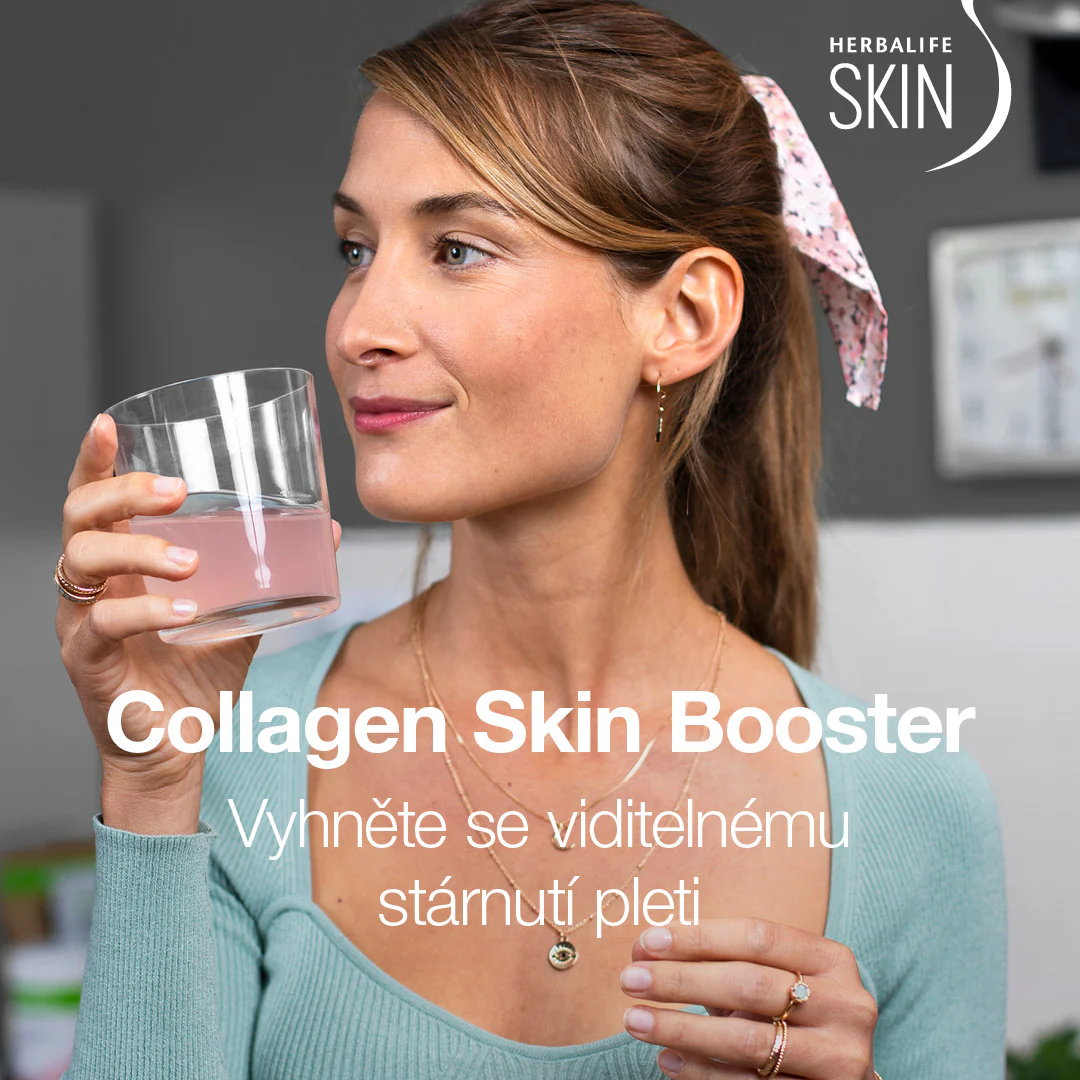 HERBALIFE
SKIN
Collagen Skin Booster
Vyhněte se viditelnému
stárnutí pleti